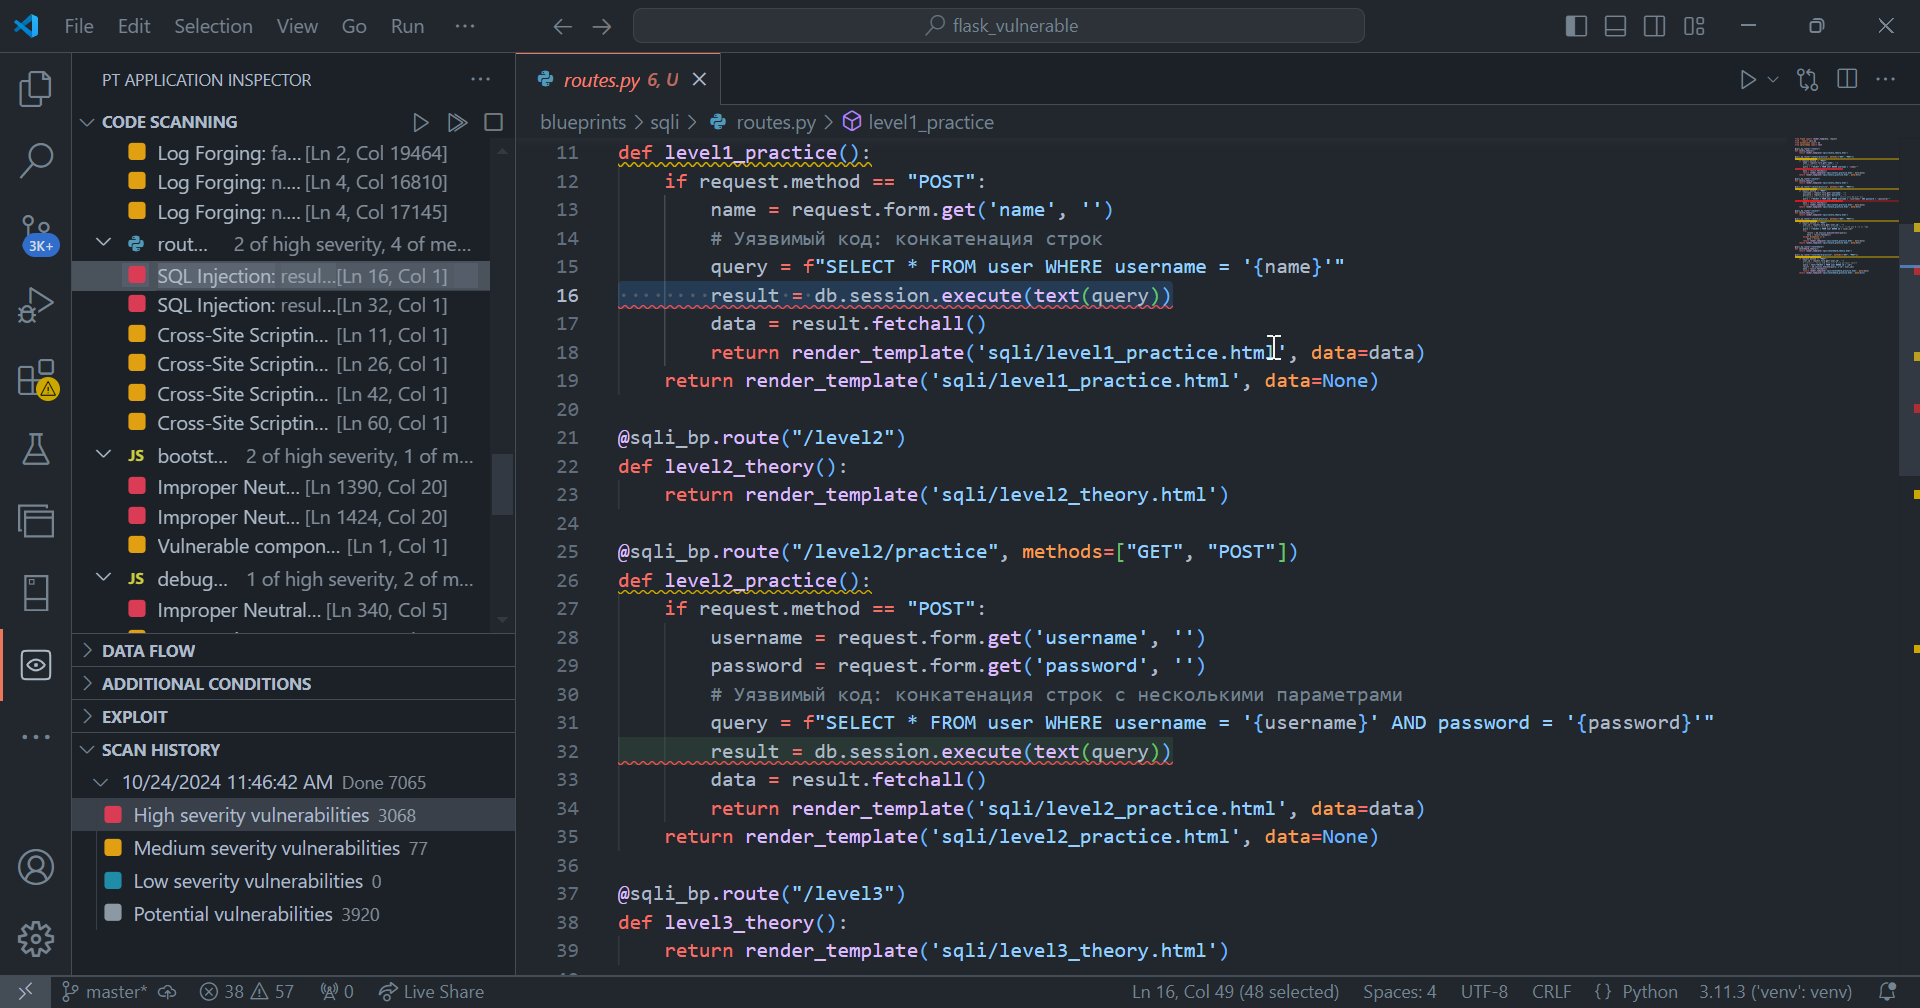 File Edit Selection View Go Run ···
flask_vulnerable
PT APPLICATION INSPECTOR
CODE SCANNING
Log Forging: fa... [Ln 2, Col 19464]
Log Forging: n.... [Ln 4, Col 16810]
Log Forging: n.... [Ln 4, Col 17145]
rout... 2 of high severity, 4 of me...
SQL Injection: resul...[Ln 16, Col 1]
SQL Injection: resul...[Ln 32, Col 1]
Cross-Site Scriptin... [Ln 11, Col 1]
Cross-Site Scriptin... [Ln 26, Col 1]
Cross-Site Scriptin... [Ln 42, Col 1]
Cross-Site Scriptin... [Ln 60, Col 1]
JS bootst... 2 of high severity, 1 of m...
Improper Neut... [Ln 1390, Col 20]
Improper Neut... [Ln 1424, Col 20]
Vulnerable compon... [Ln 1, Col 1]
JS debug... 1 of high severity, 2 of m...
Improper Neutral... [Ln 340, Col 5]
DATA FLOW
ADDITIONAL CONDITIONS
EXPLOIT
SCAN HISTORY
10/24/2024 11:46:42 AM Done 7065
High severity vulnerabilities 3068
Medium severity vulnerabilities 77
Low severity vulnerabilities 0
Potential vulnerabilities 3920
3K+
routes.py 6, U
blueprints > sqli > routes.py > level1_practice
11 def level1_practice():
12 if request.method == "POST":
13 name = request.form.get('name', '')
14 # Уязвимый код: конкатенация строк
15 query = f"SELECT * FROM user WHERE username = '{name}'"
16 result = db.session.execute(text(query))
17 data = result.fetchall()
18 return render_template('sqli/level1_practice.html', data=data)
19 return render_template('sqli/level1_practice.html', data=None)
20
21 @sqli_bp.route("/level2")
22 def level2_theory():
23 return render_template('sqli/level2_theory.html')
24
25 @sqli_bp.route("/level2/practice", methods=["GET", "POST"])
26 def level2_practice():
27 if request.method == "POST":
28 username = request.form.get('username', '')
29 password = request.form.get('password', '')
30 # Уязвимый код: конкатенация строк с несколькими параметрами
31 query = f"SELECT * FROM user WHERE username = '{username}' AND password = '{password}'"
32 result = db.session.execute(text(query))
33 data = result.fetchall()
34 return render_template('sqli/level2_practice.html', data=data)
35 return render_template('sqli/level2_practice.html', data=None)
36
37 @sqli_bp.route("/level3")
38 def level3_theory():
39 return render_template('sqli/level3_theory.html')
master* 38 57 0 Live Share Ln 16, Col 49 (48 selected) Spaces: 4 UTF-8 CRLF {} Python 3.11.3 ('venv': venv)